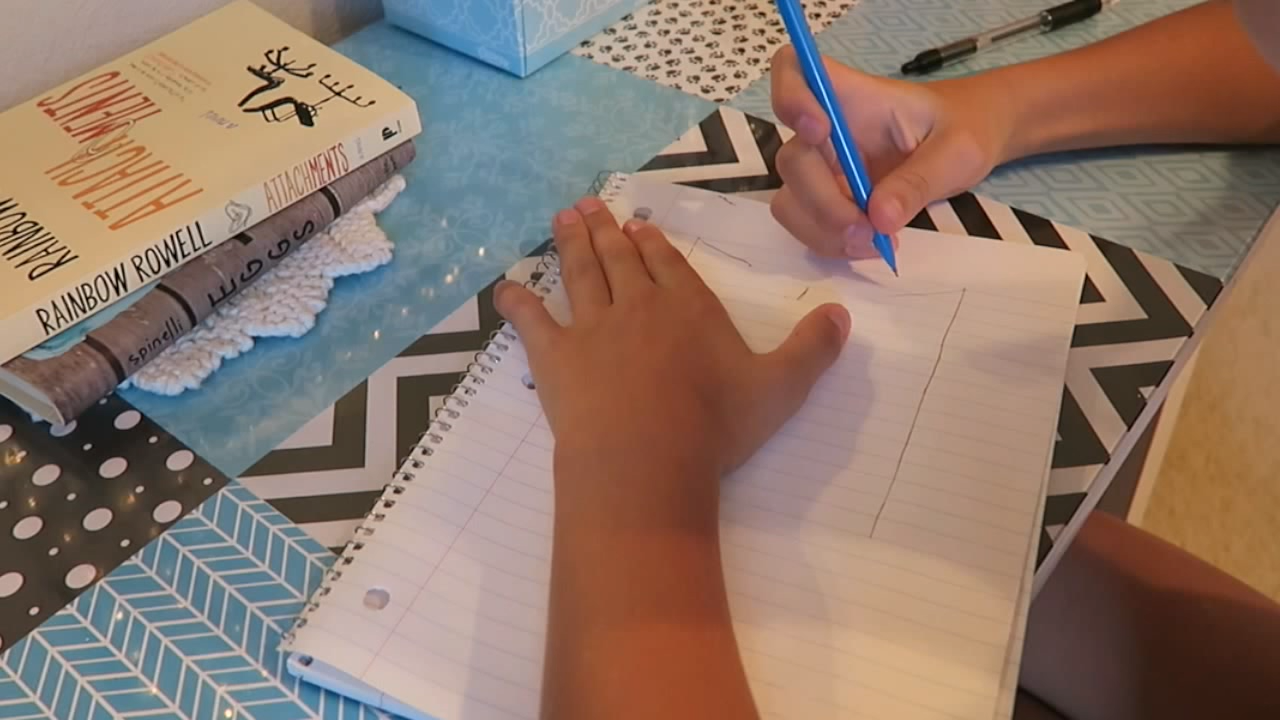 ATTACHMENTS
RAINBOW
A NOVEL
RAINBOW ROWELL
ATTACHMENTS
spinelli
EGGS